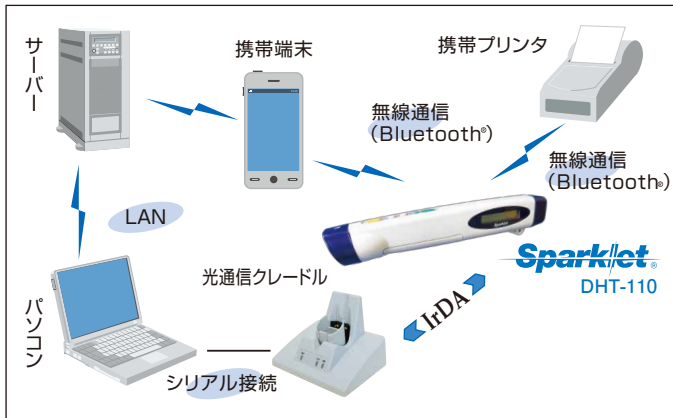 サーバー
携帯端末
携帯プリンタ
無線通信
(Bluetooth®)
無線通信
(Bluetooth®)
LAN
Sparklet®
DHT-110
光通信クレードル
IrDA
パソコン
シリアル接続